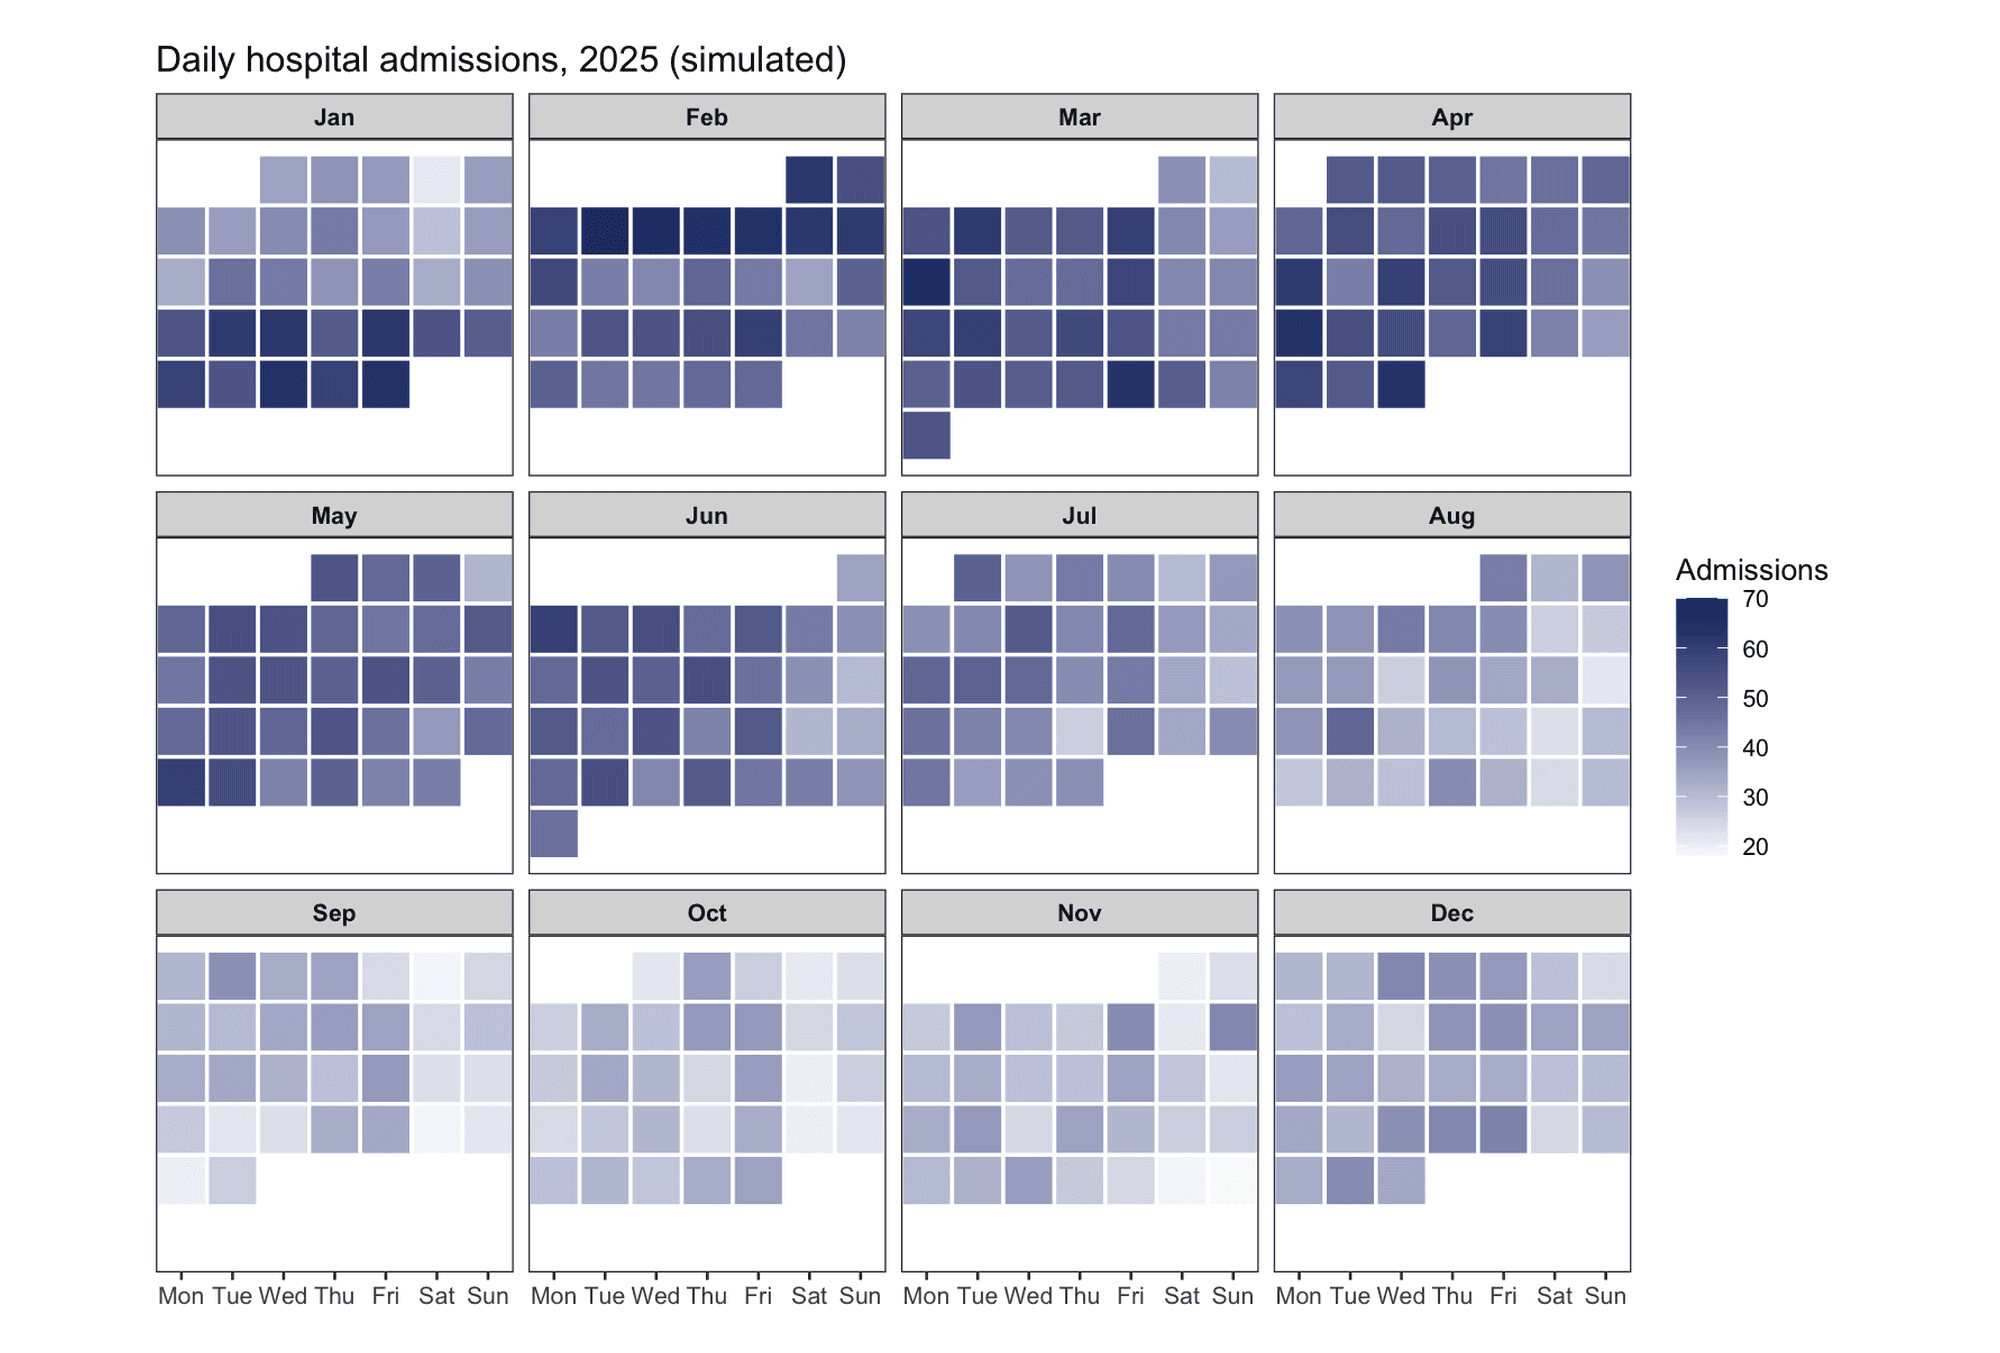 Daily hospital admissions, 2025 (simulated)
Jan Feb Mar Apr
May Jun Jul Aug
Admissions
70
60
50
40
30
20
Sep Oct Nov Dec
Mon Tue Wed Thu Fri Sat Sun Mon Tue Wed Thu Fri Sat Sun Mon Tue Wed Thu Fri Sat Sun Mon Tue Wed Thu Fri Sat Sun